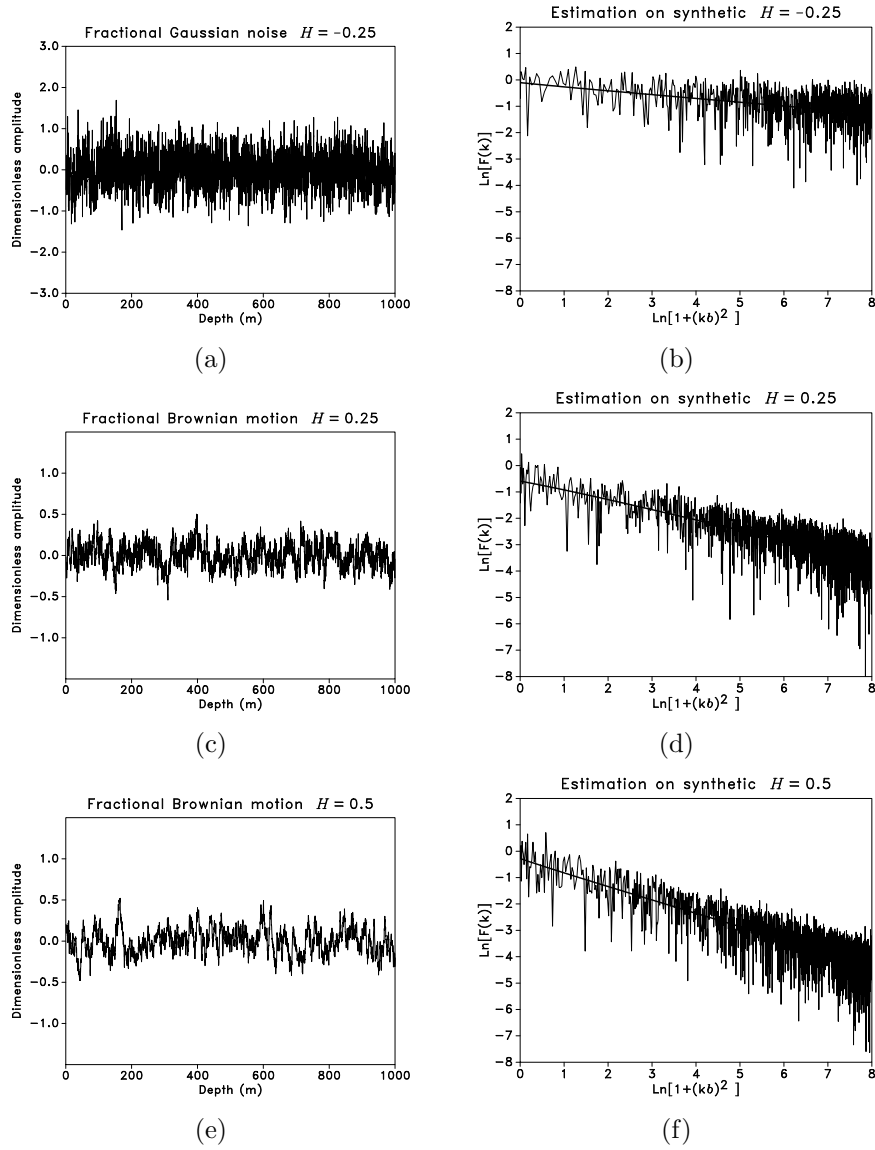 Fractional Gaussian noise H = −0.25
Dimensionless amplitude
3.0
2.0
1.0
0.0
−1.0
−2.0
−3.0
0 200 400 600 800 1000
Depth (m)
(a)
Estimation on synthetic H = −0.25
Ln[F(k)]
2
1
0
−1
−2
−3
−4
−5
−6
−7
−8
0 1 2 3 4 5 6 7 8
Ln[1+(kb)² ]
(b)
Fractional Brownian motion H = 0.25
Dimensionless amplitude
1.0
0.5
0.0
−0.5
−1.0
0 200 400 600 800 1000
Depth (m)
(c)
Estimation on synthetic H = 0.25
Ln[F(k)]
2
1
0
−1
−2
−3
−4
−5
−6
−7
−8
0 1 2 3 4 5 6 7 8
Ln[1+(kb)² ]
(d)
Fractional Brownian motion H = 0.5
Dimensionless amplitude
1.0
0.5
0.0
−0.5
−1.0
0 200 400 600 800 1000
Depth (m)
(e)
Estimation on synthetic H = 0.5
Ln[F(k)]
2
1
0
−1
−2
−3
−4
−5
−6
−7
−8
0 1 2 3 4 5 6 7 8
Ln[1+(kb)² ]
(f)